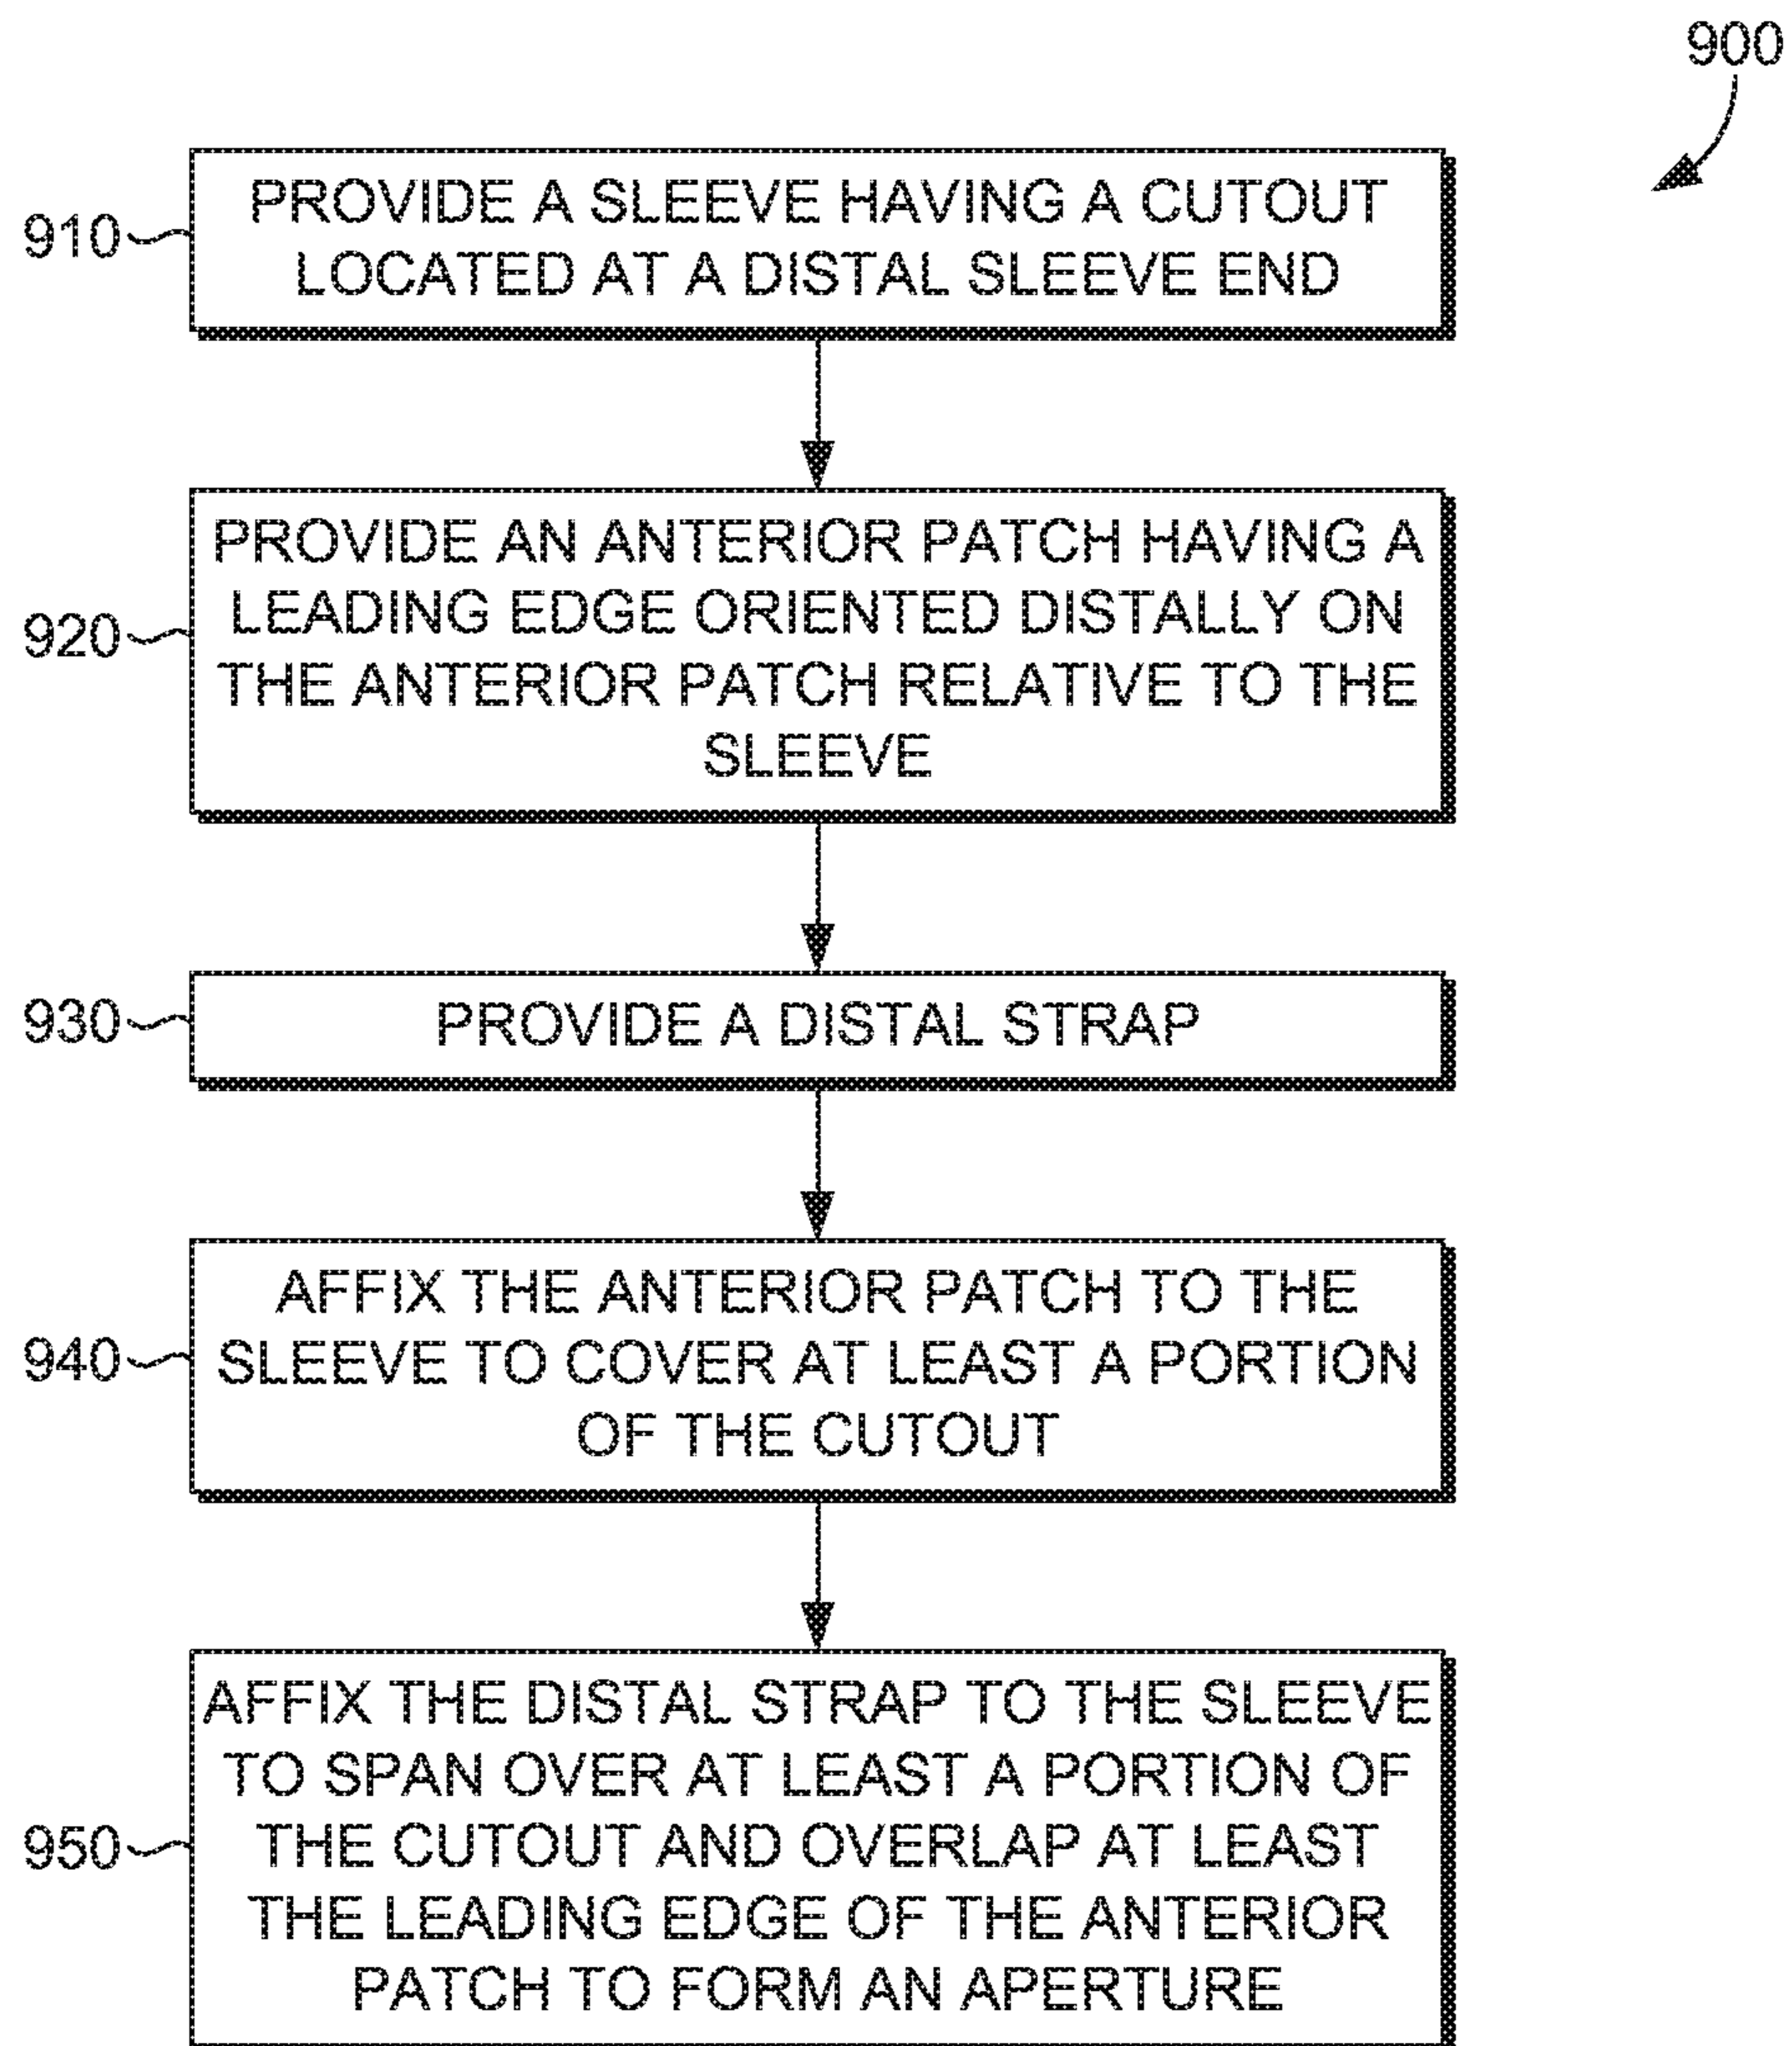 900
910
PROVIDE A SLEEVE HAVING A CUTOUT
LOCATED AT A DISTAL SLEEVE END
920
PROVIDE AN ANTERIOR PATCH HAVING A
LEADING EDGE ORIENTED DISTALLY ON
THE ANTERIOR PATCH RELATIVE TO THE
SLEEVE
930
PROVIDE A DISTAL STRAP
940
AFFIX THE ANTERIOR PATCH TO THE
SLEEVE TO COVER AT LEAST A PORTION
OF THE CUTOUT
950
AFFIX THE DISTAL STRAP TO THE SLEEVE
TO SPAN OVER AT LEAST A PORTION OF
THE CUTOUT AND OVERLAP AT LEAST
THE LEADING EDGE OF THE ANTERIOR
PATCH TO FORM AN APERTURE